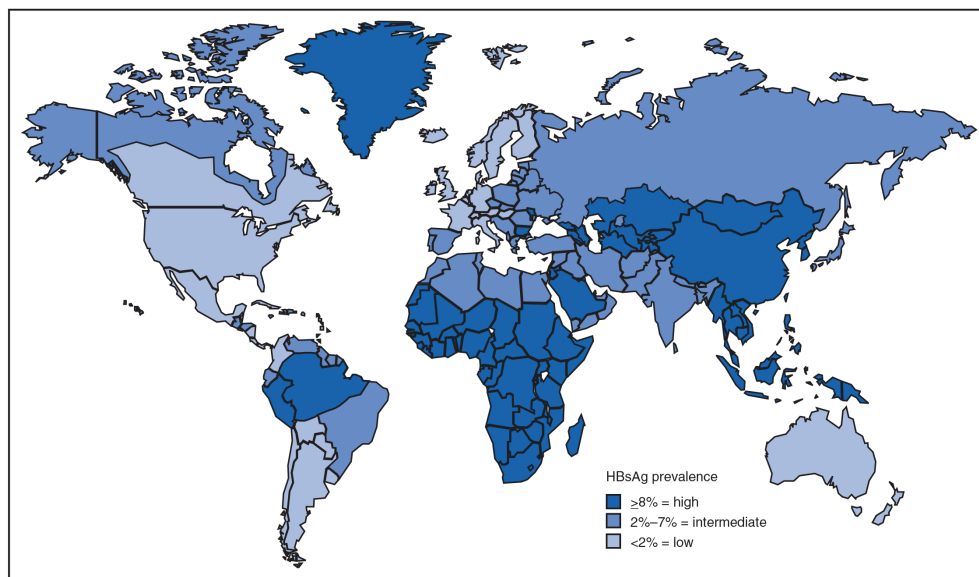 HBsAg prevalence
≥8% = high
2%–7% = intermediate
<2% = low